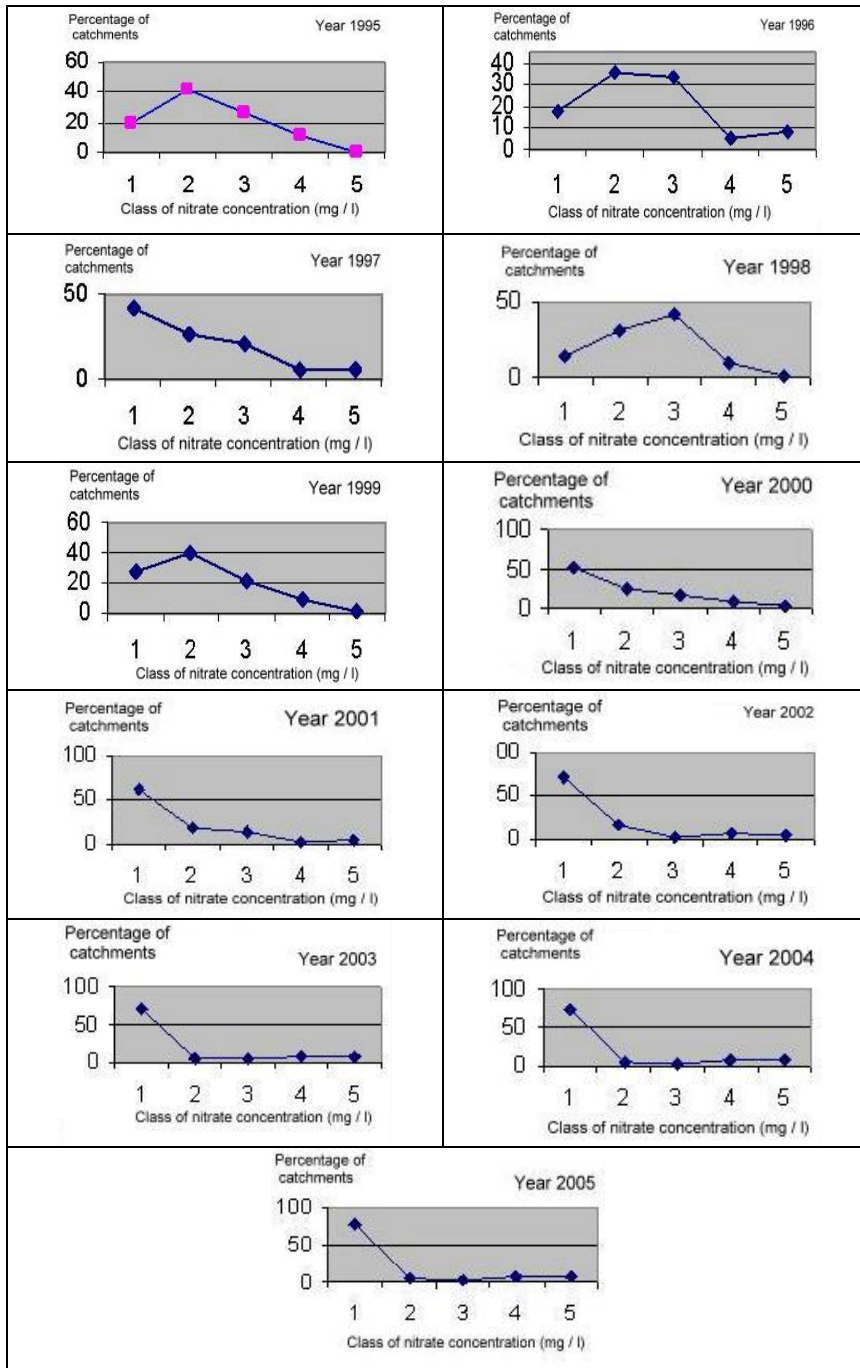 Percentage of
catchments
Year 1995
60
40
20
0
1 2 3 4 5
Class of nitrate concentration (mg / l)
Percentage of
catchments
Year 1996
40
30
20
10
0
1 2 3 4 5
Class of nitrate concentration (mg / l)
Percentage of
catchments
Year 1997
50
0
1 2 3 4 5
Class of nitrate concentration (mg / l)
Percentage of
catchments
Year 1998
50
0
1 2 3 4 5
Class of nitrate concentration (mg / l)
Percentage of
catchments
Year 1999
60
40
20
0
1 2 3 4 5
Class of nitrate concentration (mg / l)
Percentage of
catchments
Year 2000
100
50
0
1 2 3 4 5
Class of nitrate concentration (mg / l)
Percentage of
catchments
Year 2001
100
50
0
1 2 3 4 5
Class of nitrate concentration (mg / l)
Percentage of
catchments
Year 2002
00
50
0
1 2 3 4 5
Class of nitrate concentration (mg / l)
Percentage of
catchments
Year 2003
100
50
0
1 2 3 4 5
Class of nitrate concentration (mg / l)
Percentage of
catchments
Year 2004
100
50
0
1 2 3 4 5
Class of nitrate concentration (mg / l)
Percentage of
catchments
Year 2005
100
50
0
1 2 3 4 5
Class of nitrate concentration (mg / l)